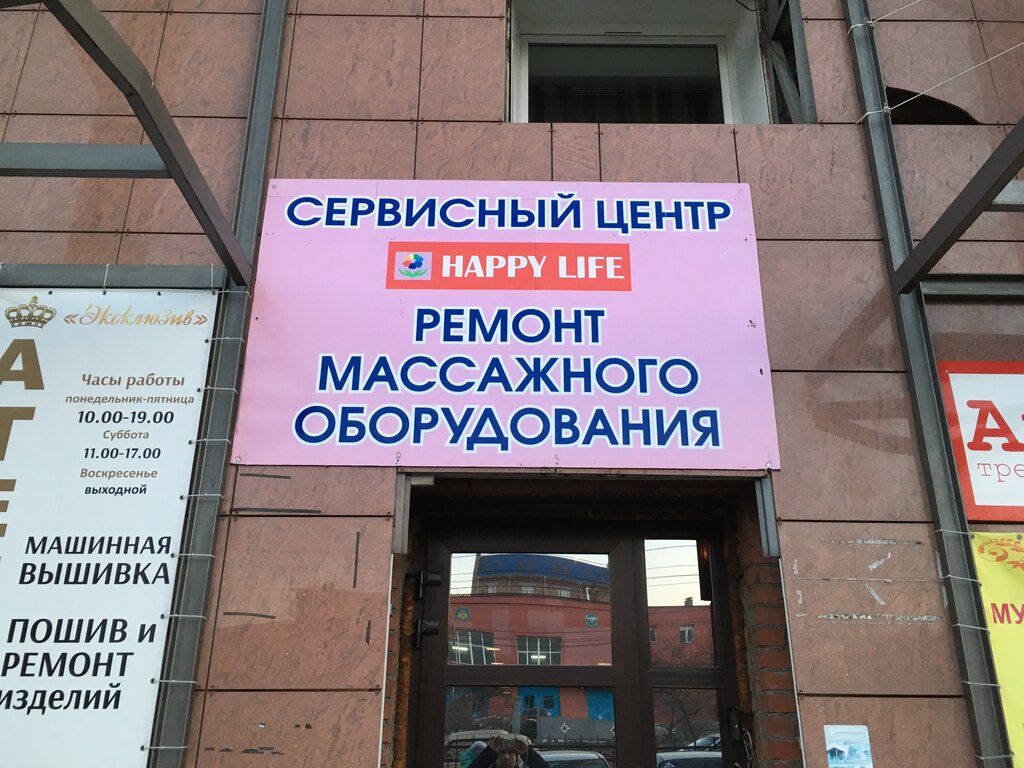 СЕРВИСНЫЙ ЦЕНТР
HAPPY LIFE
РЕМОНТ
МАССАЖНОГО
ОБОРУДОВАНИЯ
«Эксклюзив»
Часы работы
понедельник-пятница
10.00-19.00
Суббота
11.00-17.00
Воскресенье
выходной
МАШИННАЯ
ВЫШИВКА
ПОШИВ и
РЕМОНТ
изделий